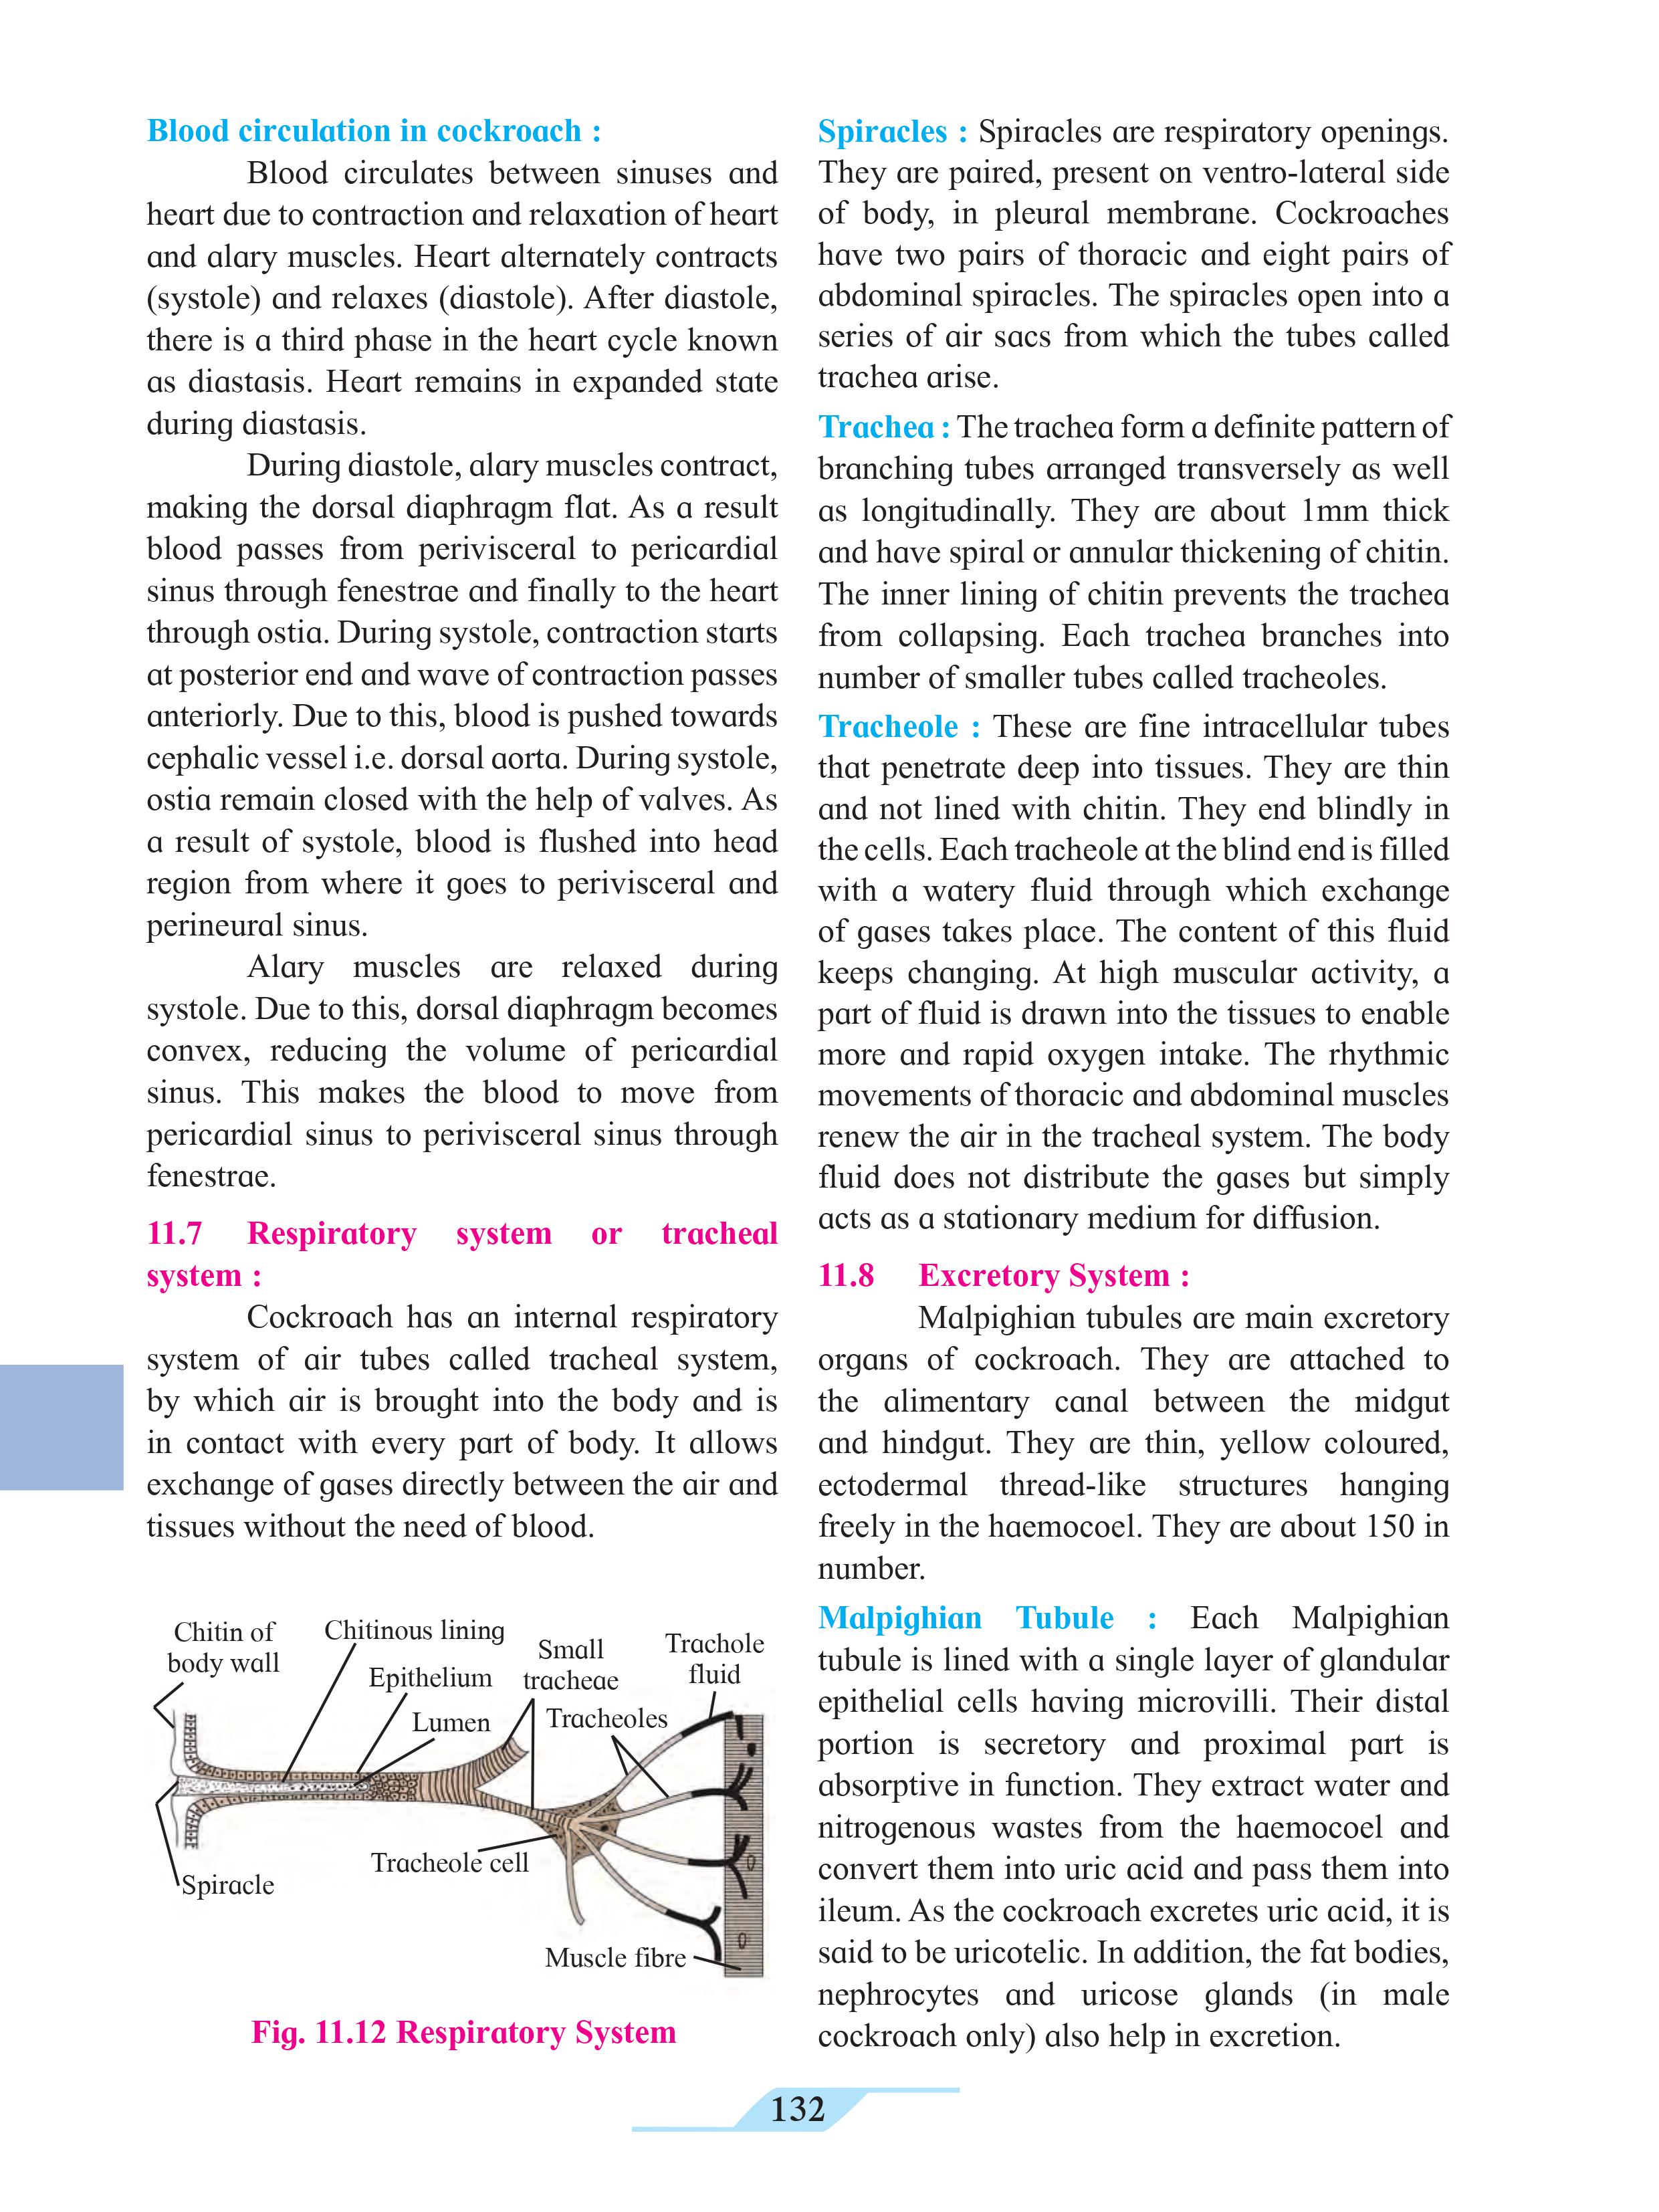 Blood circulation in cockroach :
Blood circulates between sinuses and
heart due to contraction and relaxation of heart
and alary muscles. Heart alternately contracts
(systole) and relaxes (diastole). After diastole,
there is a third phase in the heart cycle known
as diastasis. Heart remains in expanded state
during diastasis.
During diastole, alary muscles contract,
making the dorsal diaphragm flat. As a result
blood passes from perivisceral to pericardial
sinus through fenestrae and finally to the heart
through ostia. During systole, contraction starts
at posterior end and wave of contraction passes
anteriorly. Due to this, blood is pushed towards
cephalic vessel i.e. dorsal aorta. During systole,
ostia remain closed with the help of valves. As
a result of systole, blood is flushed into head
region from where it goes to perivisceral and
perineural sinus.
Alary muscles are relaxed during
systole. Due to this, dorsal diaphragm becomes
convex, reducing the volume of pericardial
sinus. This makes the blood to move from
pericardial sinus to perivisceral sinus through
fenestrae.
11.7 Respiratory system or tracheal
system :
Cockroach has an internal respiratory
system of air tubes called tracheal system,
by which air is brought into the body and is
in contact with every part of body. It allows
exchange of gases directly between the air and
tissues without the need of blood.
Chitin of
body wall
Chitinous lining
Epithelium
Lumen
Small
tracheae
Tracheoles
Trachole
fluid
Tracheole cell
Spiracle
Muscle fibre
Fig. 11.12 Respiratory System
Spiracles : Spiracles are respiratory openings.
They are paired, present on ventro-lateral side
of body, in pleural membrane. Cockroaches
have two pairs of thoracic and eight pairs of
abdominal spiracles. The spiracles open into a
series of air sacs from which the tubes called
trachea arise.
Trachea : The trachea form a definite pattern of
branching tubes arranged transversely as well
as longitudinally. They are about 1mm thick
and have spiral or annular thickening of chitin.
The inner lining of chitin prevents the trachea
from collapsing. Each trachea branches into
number of smaller tubes called tracheoles.
Tracheole : These are fine intracellular tubes
that penetrate deep into tissues. They are thin
and not lined with chitin. They end blindly in
the cells. Each tracheole at the blind end is filled
with a watery fluid through which exchange
of gases takes place. The content of this fluid
keeps changing. At high muscular activity, a
part of fluid is drawn into the tissues to enable
more and rapid oxygen intake. The rhythmic
movements of thoracic and abdominal muscles
renew the air in the tracheal system. The body
fluid does not distribute the gases but simply
acts as a stationary medium for diffusion.
11.8 Excretory System :
Malpighian tubules are main excretory
organs of cockroach. They are attached to
the alimentary canal between the midgut
and hindgut. They are thin, yellow coloured,
ectodermal thread-like structures hanging
freely in the haemocoel. They are about 150 in
number.
Malpighian Tubule : Each Malpighian
tubule is lined with a single layer of glandular
epithelial cells having microvilli. Their distal
portion is secretory and proximal part is
absorptive in function. They extract water and
nitrogenous wastes from the haemocoel and
convert them into uric acid and pass them into
ileum. As the cockroach excretes uric acid, it is
said to be uricotelic. In addition, the fat bodies,
nephrocytes and uricose glands (in male
cockroach only) also help in excretion.
132